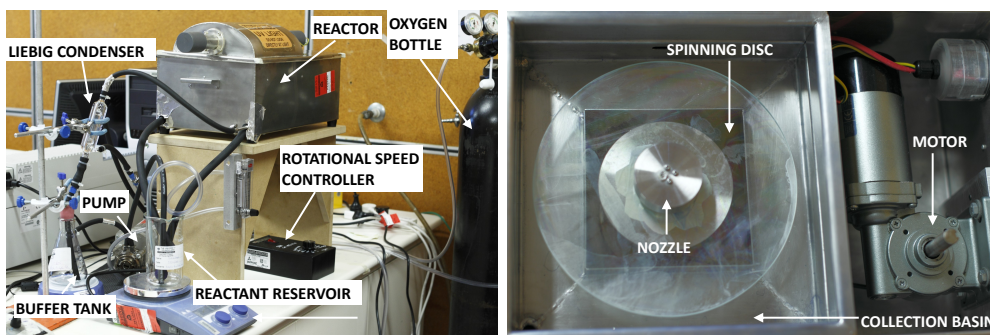 LIEBIG CONDENSER
REACTOR
OXYGEN
BOTTLE
ROTATIONAL SPEED
CONTROLLER
PUMP
BUFFER TANK
REACTANT RESERVOIR
SPINNING DISC
MOTOR
NOZZLE
COLLECTION BASIN